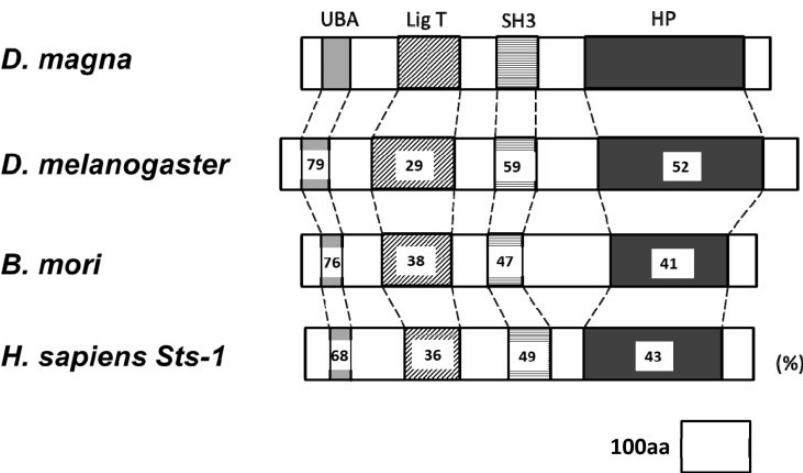 UBA Lig T SH3 HP
D. magna
D. melanogaster 79 29 59 52
B. mori 76 38 47 41
H. sapiens Sts-1 68 36 49 43 (%)
100aa